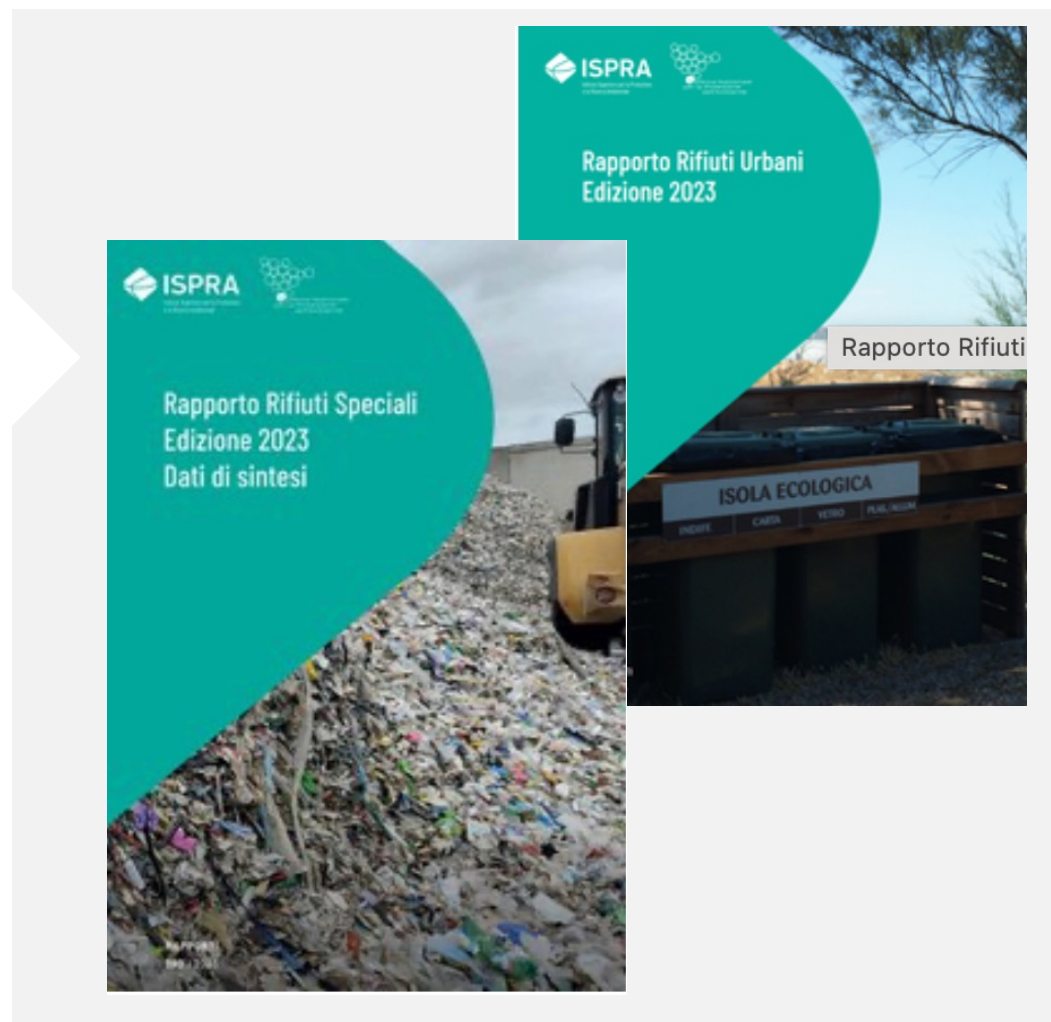 ISPRA
Rapporto Rifiuti Urbani
Edizione 2023
Rapporto Rifiuti
ISOLA ECOLOGICA
CARTA
VETRO
ISPRA
Rapporto Rifiuti Speciali
Edizione 2023
Dati di sintesi